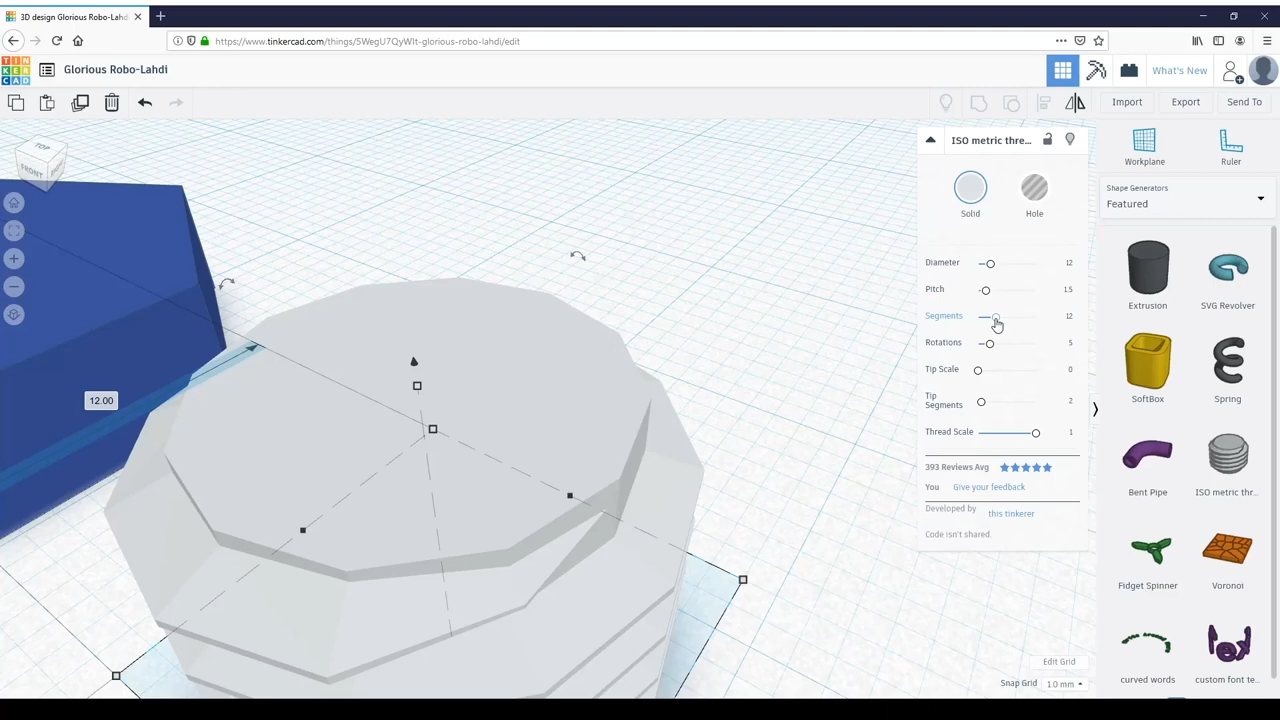 3D design Glorious Robo-Lahdi
https://www.tinkercad.com/things/5WegU7QyWIt-glorious-robo-lahdi/edit
TIN
KER
CAD
Glorious Robo-Lahdi
What's New
Import
Export
Send To
TOP
FRONT
ISO metric thre...
Solid
Hole
Diameter 12
Pitch 1.5
Segments 12
Rotations 5
Tip Scale 0
Tip Segments 2
Thread Scale 1
393 Reviews Avg
You Give your feedback
Developed by this tinkerer
Code isn't shared.
12.00
Edit Grid
Snap Grid 1.0 mm
Workplane
Ruler
Shape Generators
Featured
Extrusion
SVG Revolver
SoftBox
Spring
Bent Pipe
ISO metric thr...
Fidget Spinner
Voronoi
curved words
custom font te...